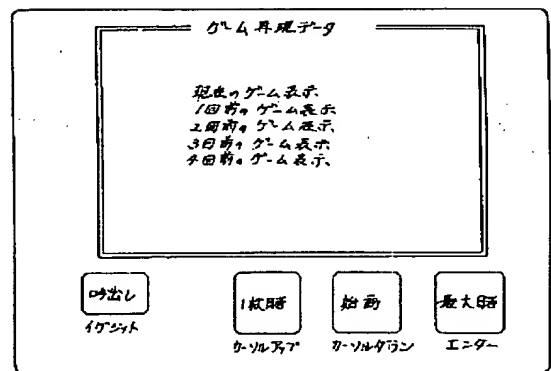 ゲーム再現データ
現在のゲーム表示
1回前のゲーム表示
2回前のゲーム表示
3回前のゲーム表示
4回前のゲーム表示
呼出し
1枚賭
始動
最大賭
イグジット
カーソルアップ
カーソルダウン
エンター